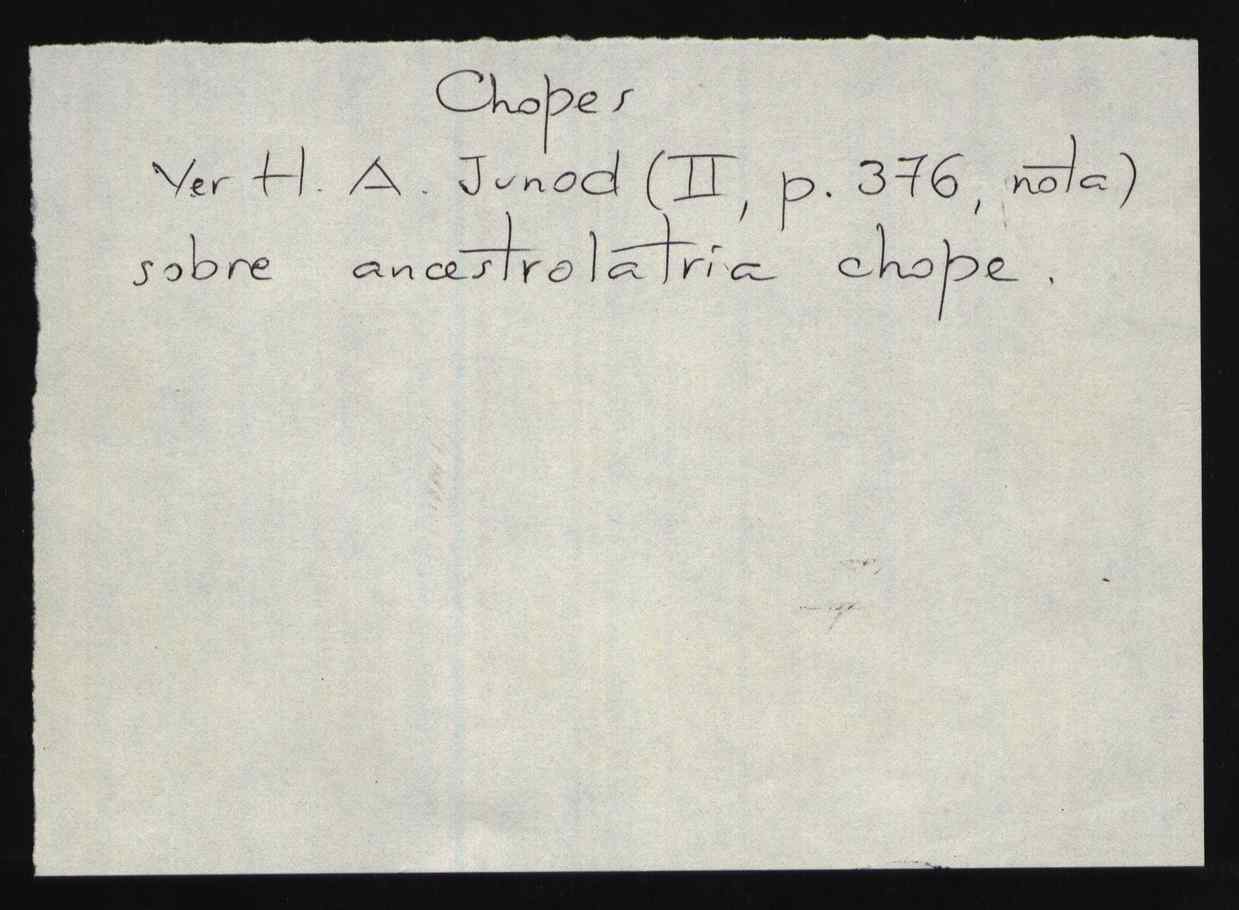 Chopes
Ver H. A. Junod (II, p. 376, nota)
sobre ancestrolatria chope.